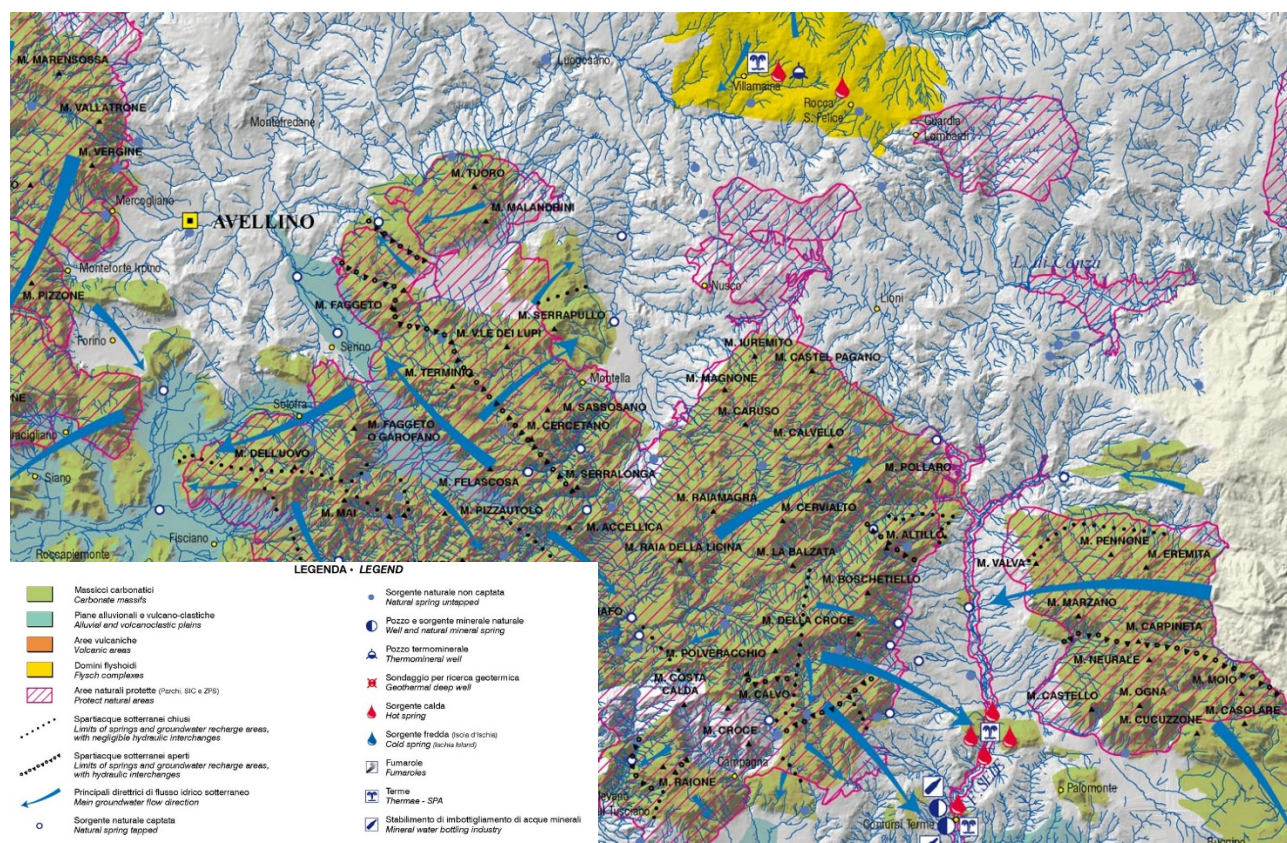 M. MARENSOSSA
Luogosano
Villamaina
M. VALLATRONE
Rocca
S. Felice
Montefredane
Guardia
Lombardi
M. VERGINE
M. TUORO
Mercogliano
M. MALANDRINI
AVELLINO
L. di Conza
Monteforte Irpino
Nusco
M. PIZZONE
M. FAGGETO
Lioni
M. SERRAPULLO
M. V.LE DEI LUPI
Forino
Serino
M. IUREMITO
M. CASTEL PAGANO
M. TERMINIO
M. MAGNONE
Montella
Solofra
M. SASSOSANO
M. CARUSO
M. FAGGETO
O GAROFANO
M. CERCETANO
M. CALVELLO
M. DELL'UOVO
Siano
M. SERRALONGA
M. POLLARO
M. FELASCOSA
M. RAIAMAGRA
M. MAI
M. PIZZAUTOLO
M. CERVIALTO
M. ACCELLICA
M. ALTILLO
Fisciano
M. PENNONE
M. RAIA DELLA LICINA
M. LA BALZATA
M. EREMITA
Roccapiemonte
M. VALVA
M. BOSCHETIELLO
M. MARZANO
M. DELLA CROCE
M. CARPINETA
M. POLVERACCHIO
M. NEURALE
M. COSTA
CALDA
M. MOIO
M. CALVO
M. CASTELLO
M. OGNA
M. CASOLARE
M. CUCUZZONE
M. CROCE
Campagna
M. RAIONE
Palomonte
Contursi Terme
LEGENDA • LEGEND
Massicci carbonatici
Carbonate massifs
Piane alluvionali e vulcano-clastiche
Alluvial and volcanoclastic plains
Aree vulcaniche
Volcanic areas
Domini flyshoidi
Flysch complexes
Aree naturali protette (Parchi, SIC e ZPS)
Protect natural areas
Spartiacque sotterranei chiusi
Limits of springs and groundwater recharge areas,
with negligible hydraulic interchanges
Spartiacque sotterranei aperti
Limits of springs and groundwater recharge areas,
with hydraulic interchanges
Principali direttrici di flusso idrico sotterraneo
Main groundwater flow direction
Sorgente naturale captata
Natural spring tapped
Sorgente naturale non captata
Natural spring untapped
Pozzo e sorgente minerale naturale
Well and natural mineral spring
Pozzo termominerale
Thermomineral well
Sondaggio per ricerca geotermica
Geothermal deep well
Sorgente calda
Hot spring
Sorgente fredda (Isola d'Ischia)
Cold spring (Ischia Island)
Fumarole
Fumaroles
Terme
Thermae - SPA
Stabilimento di imbottigliamento di acque minerali
Mineral water bottling industry